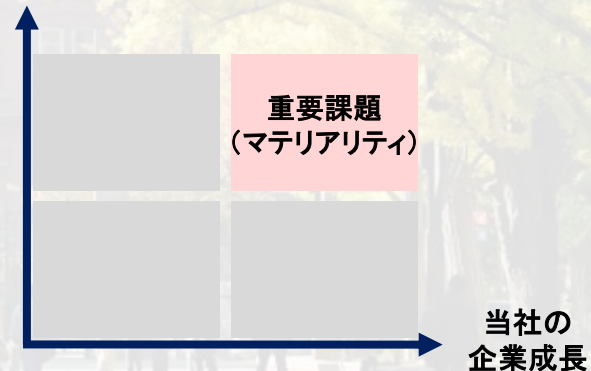 重要課題
（マテリアリティ）
当社の
企業成長